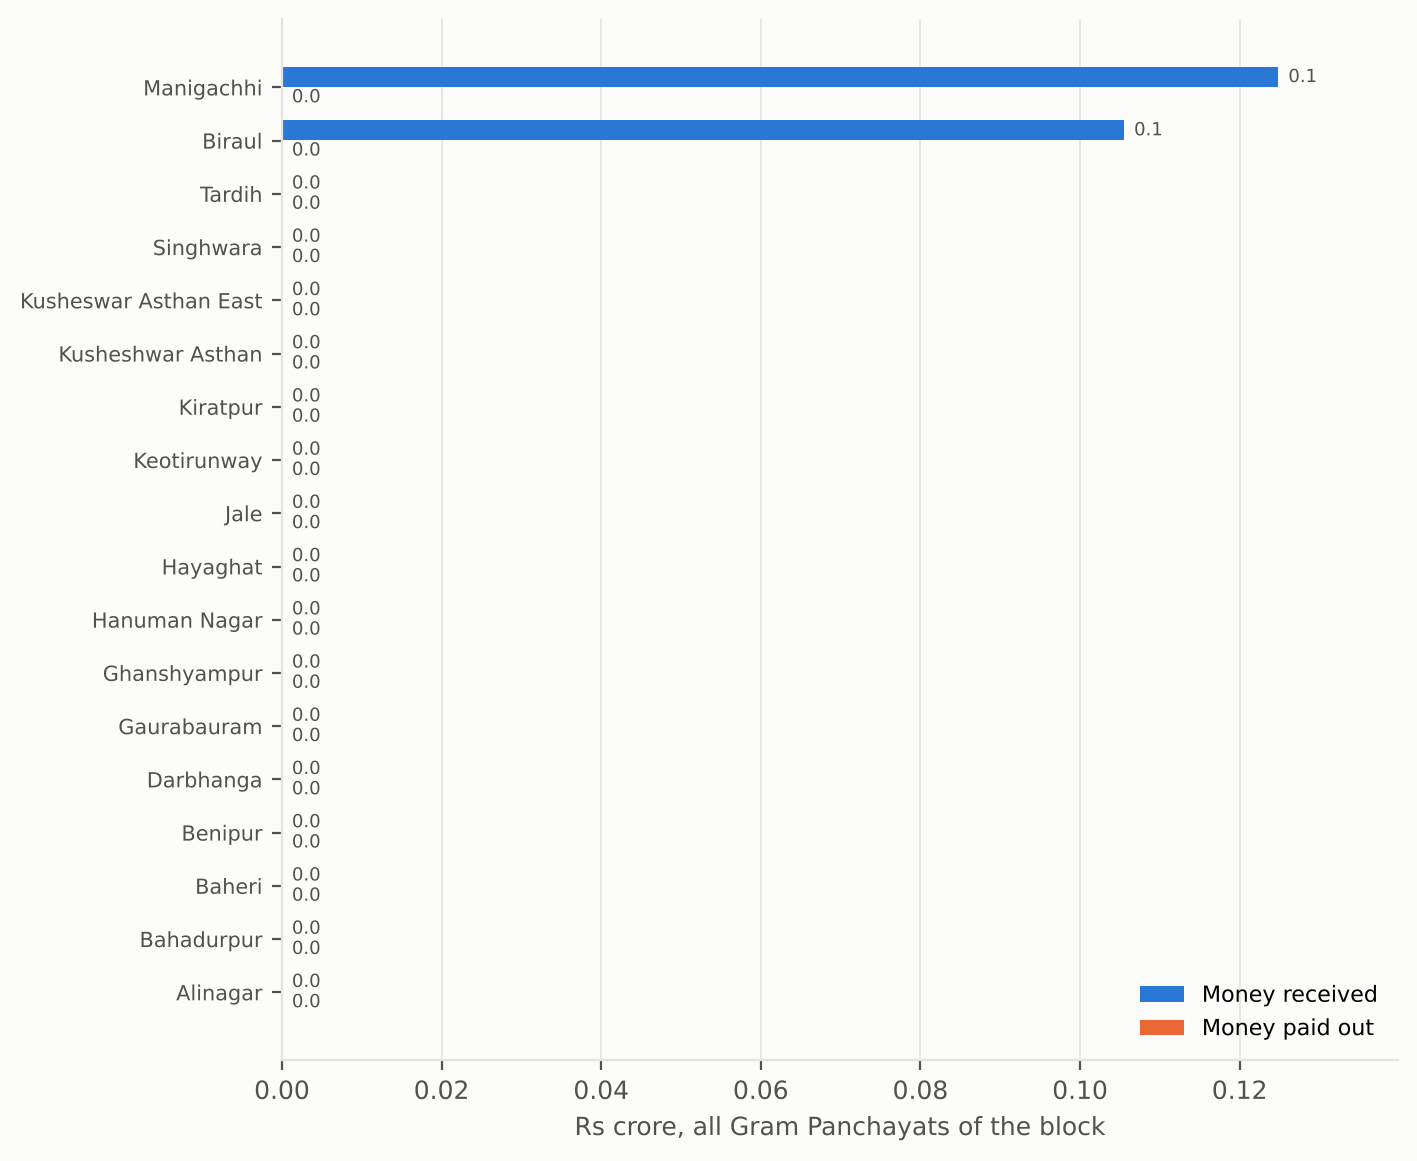 Manigachhi 0.1
0.0
Biraul 0.1
0.0
Tardih 0.0
0.0
Singhwara 0.0
0.0
Kusheswar Asthan East 0.0
0.0
Kusheshwar Asthan 0.0
0.0
Kiratpur 0.0
0.0
Keotirunway 0.0
0.0
Jale 0.0
0.0
Hayaghat 0.0
0.0
Hanuman Nagar 0.0
0.0
Ghanshyampur 0.0
0.0
Gaurabauram 0.0
0.0
Darbhanga 0.0
0.0
Benipur 0.0
0.0
Baheri 0.0
0.0
Bahadurpur 0.0
0.0
Alinagar 0.0
0.0
Money received
Money paid out
0.00 0.02 0.04 0.06 0.08 0.10 0.12
Rs crore, all Gram Panchayats of the block